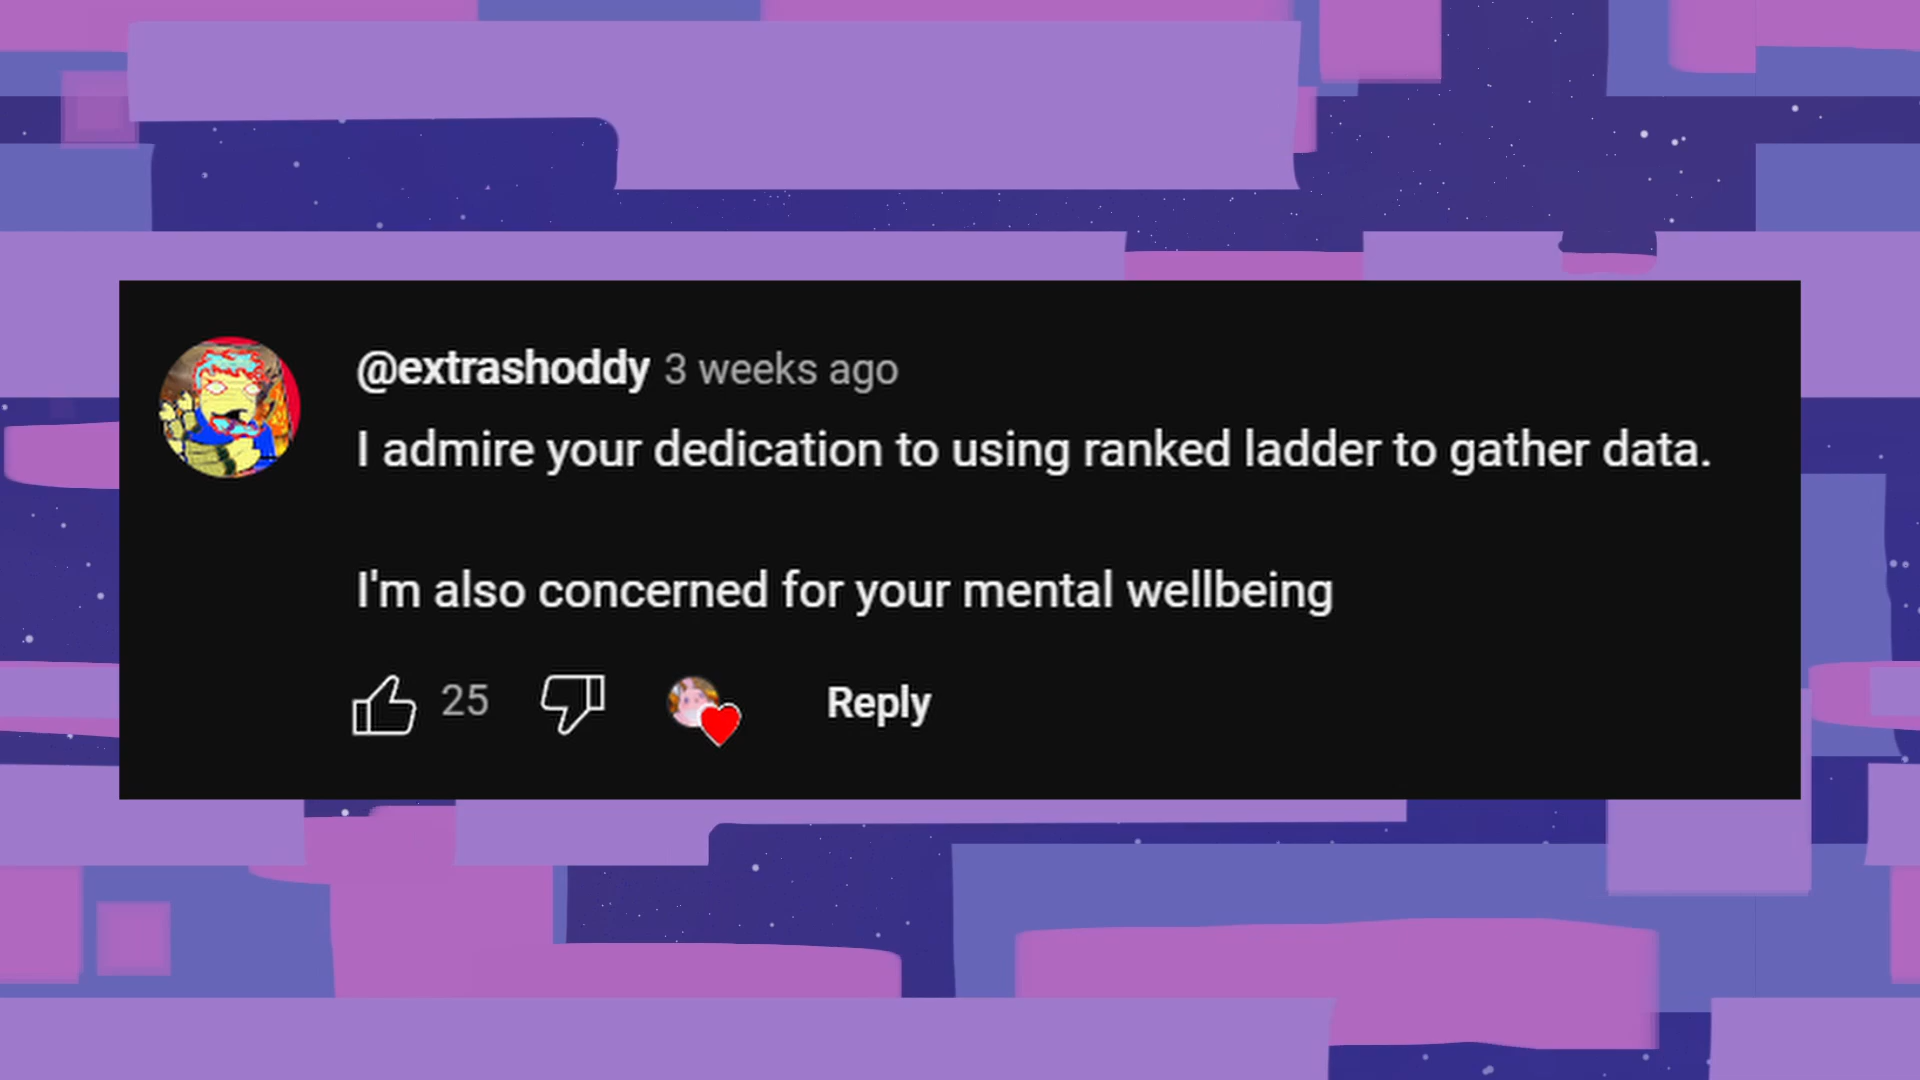 @extrashoddy 3 weeks ago
I admire your dedication to using ranked ladder to gather data.
I'm also concerned for your mental wellbeing
25
Reply